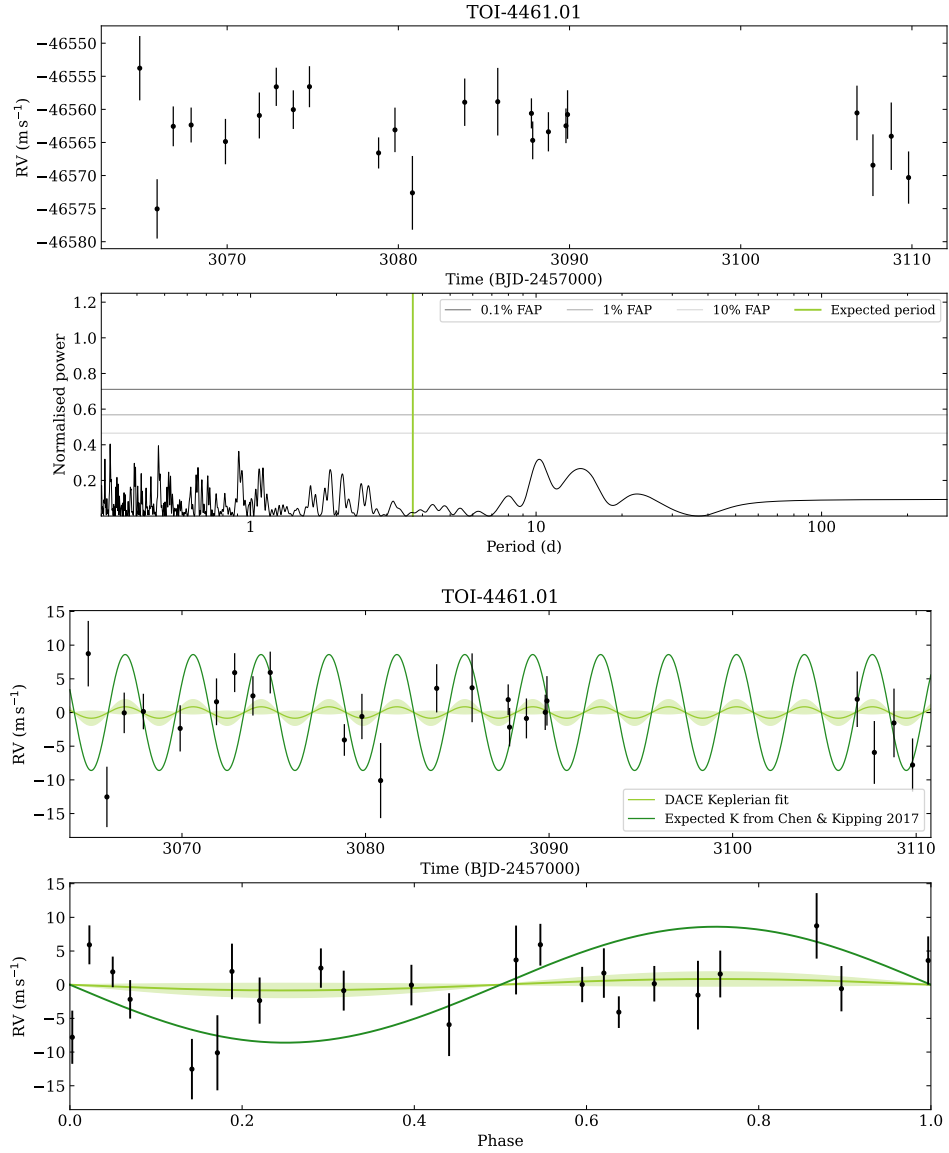 TOI-4461.01
−46550
−46555
−46560
−46565
−46570
−46575
−46580
RV (m s⁻¹)
3070 3080 3090 3100 3110
Time (BJD-2457000)
0.1% FAP 1% FAP 10% FAP Expected period
1.2
1.0
0.8
0.6
0.4
0.2
Normalised power
1 10 100
Period (d)
TOI-4461.01
15
10
5
0
−5
−10
−15
RV (m s⁻¹)
DACE Keplerian fit
Expected K from Chen & Kipping 2017
3070 3080 3090 3100 3110
Time (BJD-2457000)
15
10
5
0
−5
−10
−15
RV (m s⁻¹)
0.0 0.2 0.4 0.6 0.8 1.0
Phase